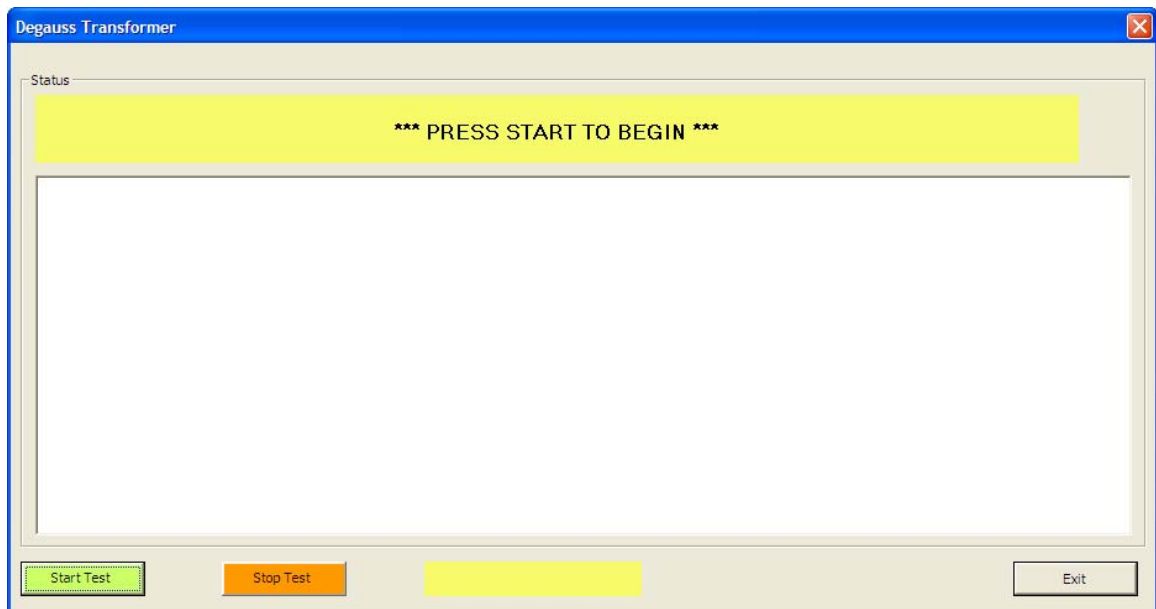 Degauss Transformer
Status
*** PRESS START TO BEGIN ***
Start Test Stop Test Exit